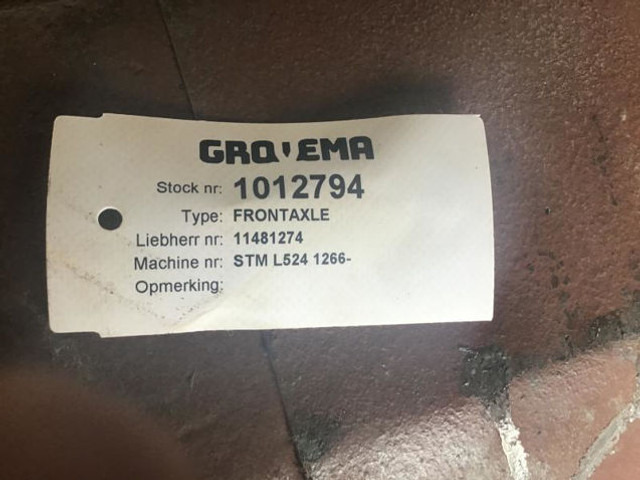 GROVEMA
Stock nr: 1012794
Type: FRONTAXLE
Liebherr nr: 11481274
Machine nr: STM L524 1266-
Opmerking: